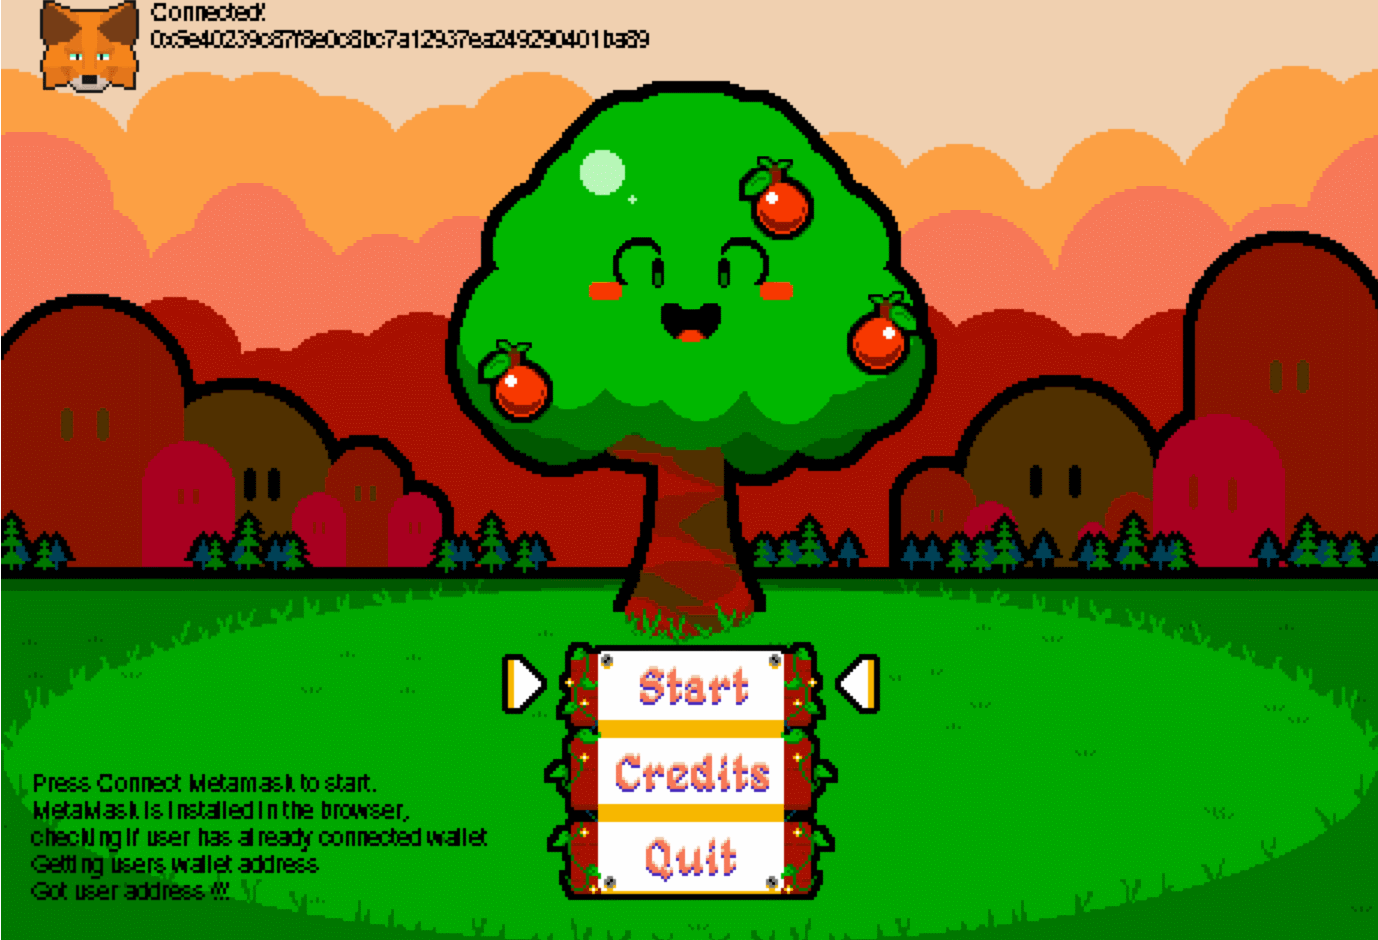 Connected!
0x5e40239c87f8e0c8bc7a12937ea249290401ba89
Start
Credits
Quit
Press Connect Metamask to start.
MetaMask is installed in the browser,
checking if user has already connected wallet
Getting users wallet address
Got user address !!!